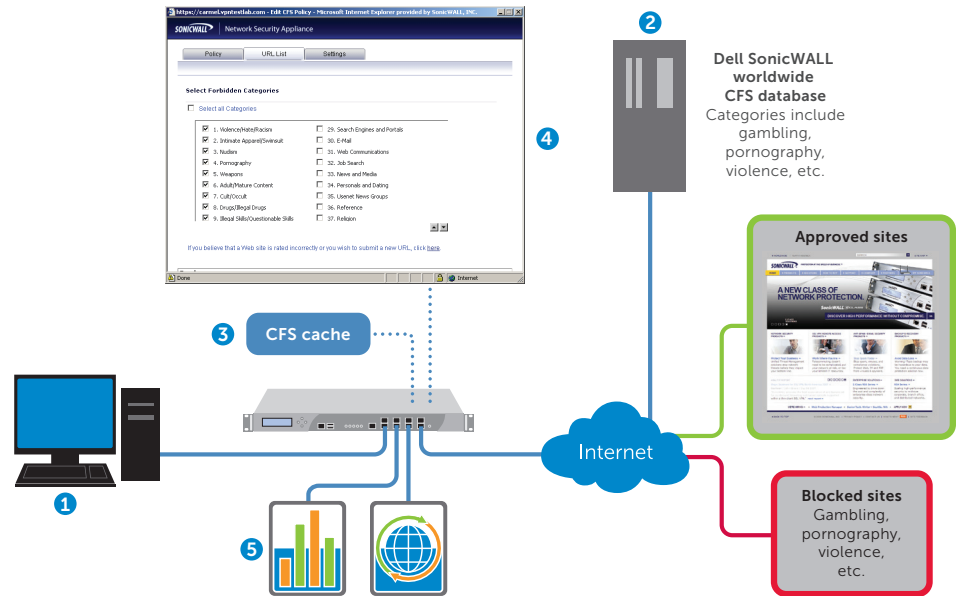 https://carmel.vpntestlab.com - Edit CFS Policy - Microsoft Internet Explorer provided by SonicWALL, INC.
SONICWALL Network Security Appliance
Policy URL List Settings
Select Forbidden Categories
Select all Categories
1. Violence/Hate/Racism
2. Intimate Apparel/Swimsuit
3. Nudism
4. Pornography
5. Weapons
6. Adult/Mature Content
7. Cult/Occult
8. Drugs/Illegal Drugs
9. Illegal Skills/Questionable Skills
29. Search Engines and Portals
30. E-Mail
31. Web Communications
32. Job Search
33. News and Media
34. Personals and Dating
35. Usenet News Groups
36. Reference
37. Religion
If you believe that a Web site is rated incorrectly or you wish to submit a new URL, click here.
Done Internet
4
2
Dell SonicWALL
worldwide
CFS database
Categories include
gambling,
pornography,
violence, etc.
3
CFS cache
Approved sites
SONICWALL
A NEW CLASS OF
NETWORK PROTECTION.
SonicWALL
DISCOVER HIGH PERFORMANCE WITHOUT COMPROMISE
Internet
1
5
Blocked sites
Gambling,
pornography,
violence,
etc.